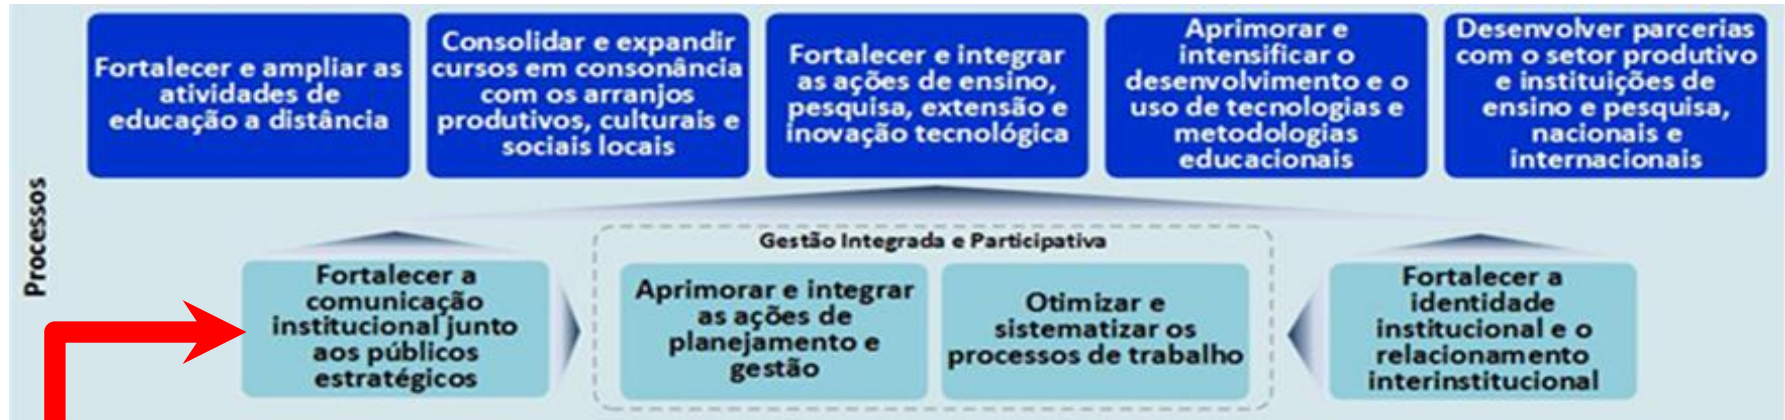 Fortalecer e ampliar as
atividades de
educação a distância
Consolidar e expandir
cursos em consonância
com os arranjos
produtivos, culturais e
sociais locais
Fortalecer e integrar
as ações de ensino,
pesquisa, extensão e
inovação tecnológica
Aprimorar e
intensificar o
desenvolvimento e o
uso de tecnologias e
metodologias
educacionais
Desenvolver parcerias
com o setor produtivo
e instituições de
ensino e pesquisa,
nacionais e
internacionais
Processos
Fortalecer a
comunicação
institucional junto
aos públicos
estratégicos
Gestão Integrada e Participativa
Aprimorar e integrar
as ações de
planejamento e
gestão
Otimizar e
sistematizar os
processos de trabalho
Fortalecer a
identidade
institucional e o
relacionamento
interinstitucional